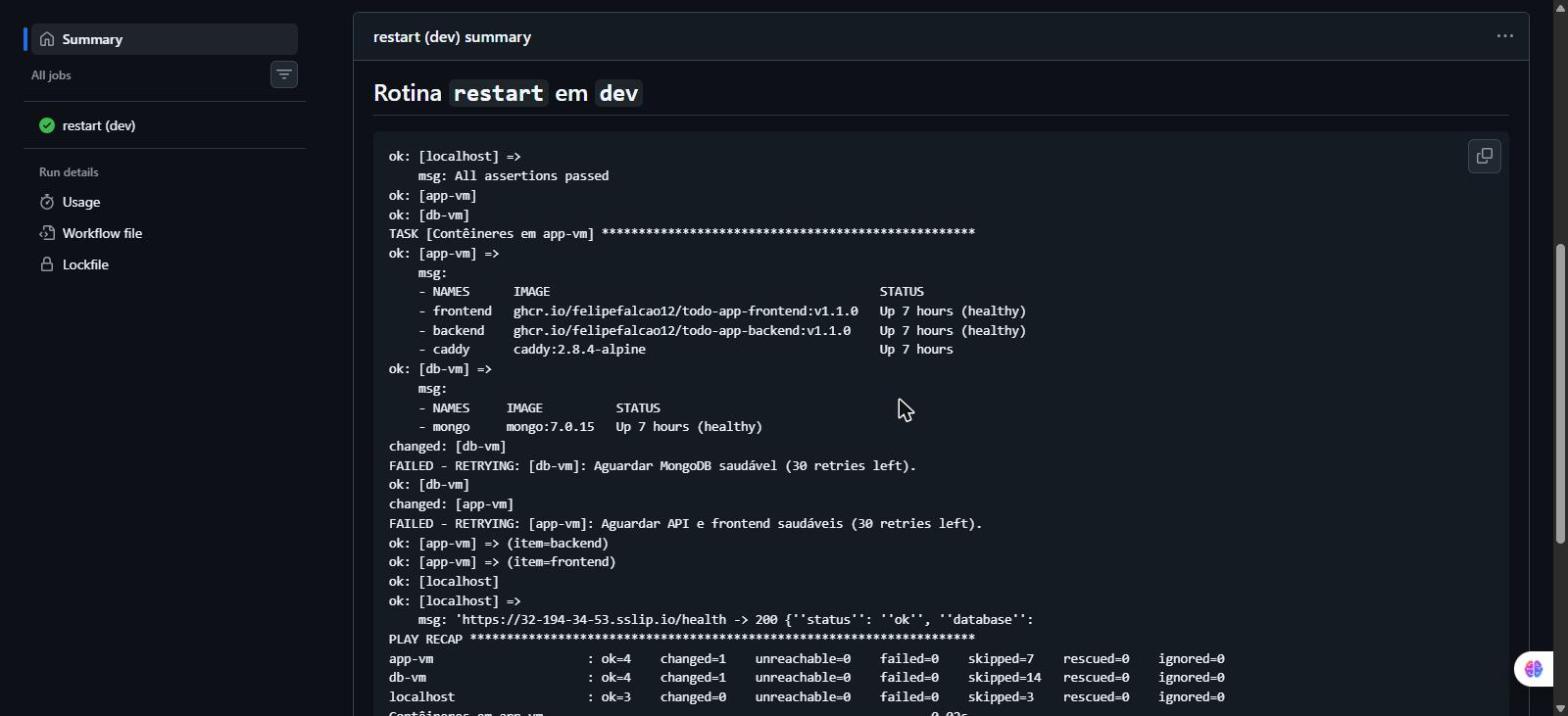 Summary
All jobs
restart (dev)
Run details
Usage
Workflow file
Lockfile
restart (dev) summary
Rotina restart em dev
ok: [localhost] =>
    msg: All assertions passed
ok: [app-vm]
ok: [db-vm]
TASK [Contêineres em app-vm] ***************************************************
ok: [app-vm] =>
    msg:
    - NAMES      IMAGE                                             STATUS
    - frontend   ghcr.io/felipefalcao12/todo-app-frontend:v1.1.0   Up 7 hours (healthy)
    - backend    ghcr.io/felipefalcao12/todo-app-backend:v1.1.0    Up 7 hours (healthy)
    - caddy      caddy:2.8.4-alpine                                Up 7 hours
ok: [db-vm] =>
    msg:
    - NAMES     IMAGE          STATUS
    - mongo     mongo:7.0.15   Up 7 hours (healthy)
changed: [db-vm]
FAILED - RETRYING: [db-vm]: Aguardar MongoDB saudável (30 retries left).
ok: [db-vm]
changed: [app-vm]
FAILED - RETRYING: [app-vm]: Aguardar API e frontend saudáveis (30 retries left).
ok: [app-vm] => (item=backend)
ok: [app-vm] => (item=frontend)
ok: [localhost]
ok: [localhost] =>
    msg: 'https://32-194-34-53.sslip.io/health -> 200 {''status'': ''ok'', ''database'':
PLAY RECAP *********************************************************************
app-vm                     : ok=4    changed=1    unreachable=0    failed=0    skipped=7    rescued=0    ignored=0
db-vm                      : ok=4    changed=1    unreachable=0    failed=0    skipped=14   rescued=0    ignored=0
localhost                  : ok=3    changed=0    unreachable=0    failed=0    skipped=3    rescued=0    ignored=0
Contêineres em app-vm